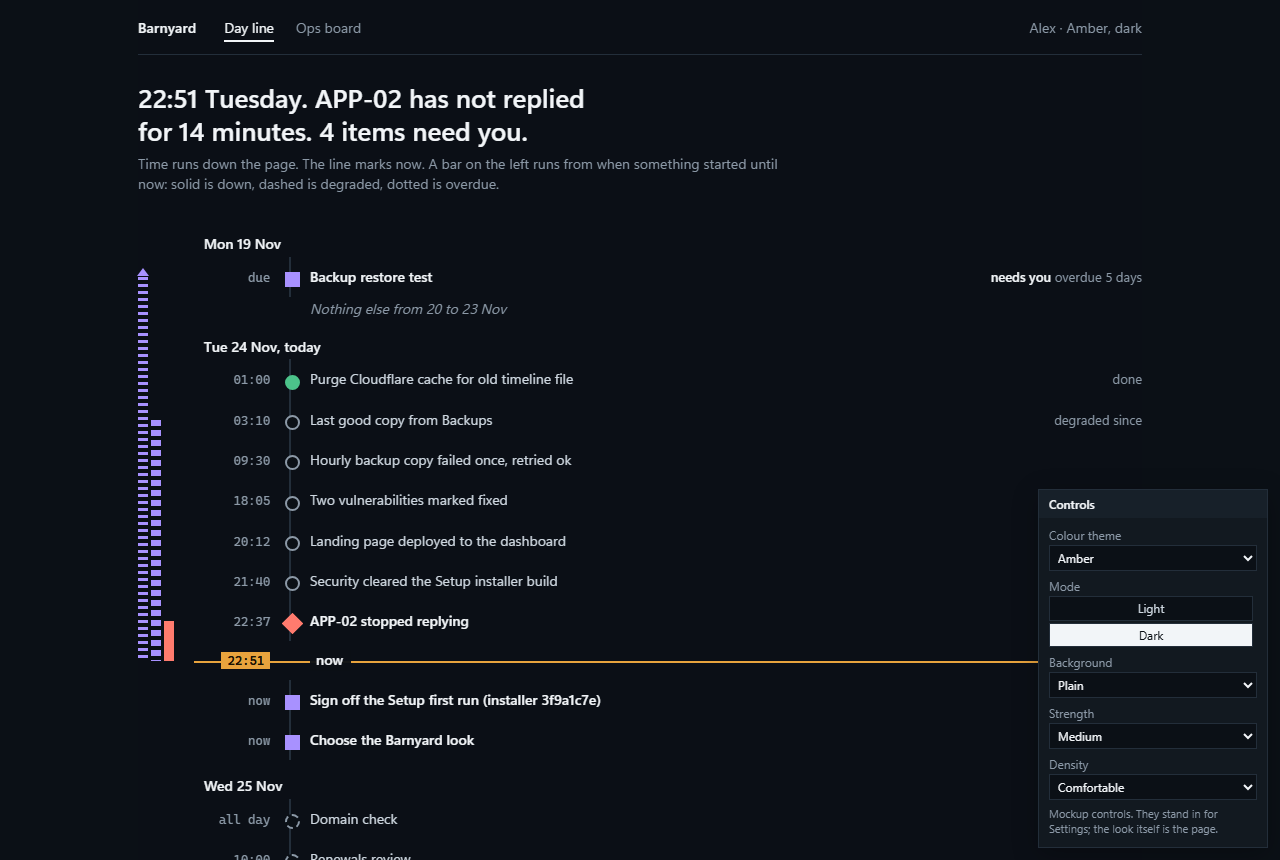 Barnyard Day line Ops board Alex · Amber, dark
22:51 Tuesday. APP-02 has not replied
for 14 minutes. 4 items need you.
Time runs down the page. The line marks now. A bar on the left runs from when something started until
now: solid is down, dashed is degraded, dotted is overdue.
Mon 19 Nov
due Backup restore test needs you overdue 5 days
Nothing else from 20 to 23 Nov
Tue 24 Nov, today
01:00 Purge Cloudflare cache for old timeline file done
03:10 Last good copy from Backups degraded since
09:30 Hourly backup copy failed once, retried ok
18:05 Two vulnerabilities marked fixed
20:12 Landing page deployed to the dashboard
21:40 Security cleared the Setup installer build
22:37 APP-02 stopped replying
22:51 now
now Sign off the Setup first run (installer 3f9a1c7e)
now Choose the Barnyard look
Wed 25 Nov
all day Domain check
10:00 Renewals review
Controls
Colour theme
Amber
Mode
Light
Dark
Background
Plain
Strength
Medium
Density
Comfortable
Mockup controls. They stand in for
Settings; the look itself is the page.